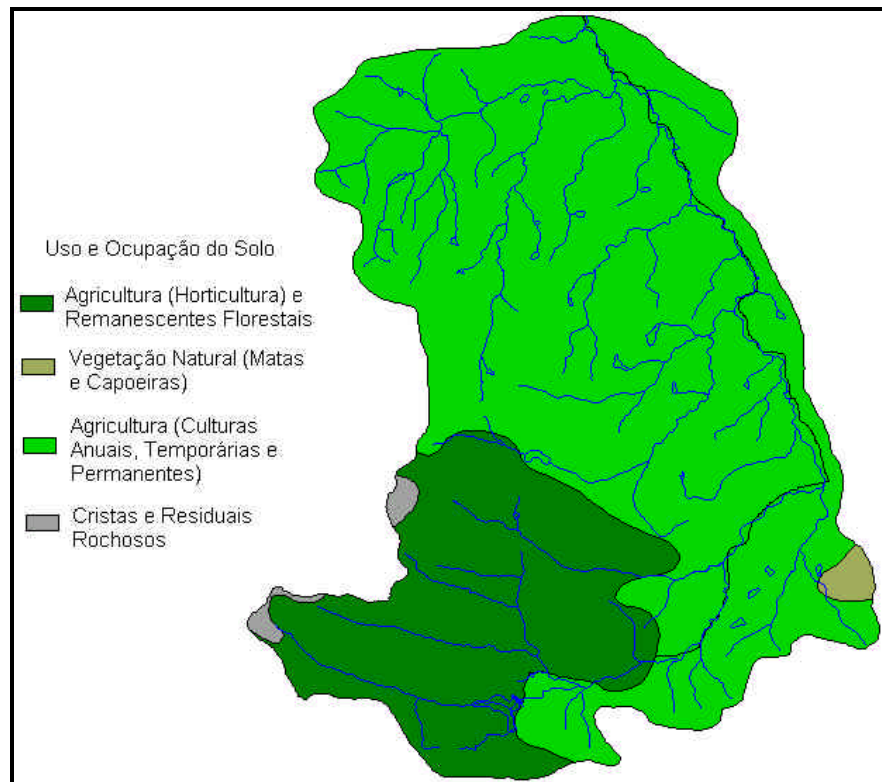 Uso e Ocupação do Solo
Agricultura (Horticultura) e
Remanescentes Florestais
Vegetação Natural (Matas
e Capoeiras)
Agricultura (Culturas
Anuais, Temporárias e
Permanentes)
Cristas e Residuais
Rochosos